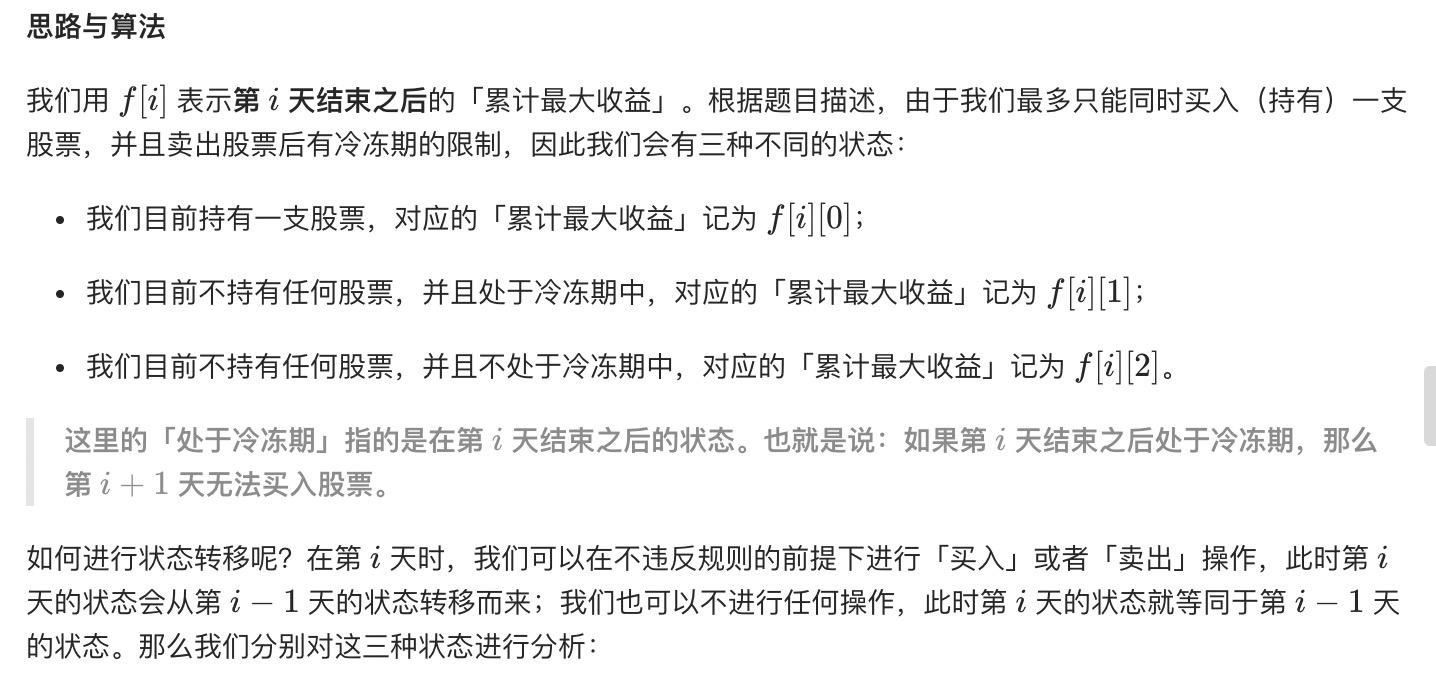 思路与算法
我们用 f[i] 表示第 i 天结束之后的「累计最大收益」。根据题目描述，由于我们最多只能同时买入（持有）一支
股票，并且卖出股票后有冷冻期的限制，因此我们会有三种不同的状态：
• 我们目前持有一支股票，对应的「累计最大收益」记为 f[i][0]；
• 我们目前不持有任何股票，并且处于冷冻期中，对应的「累计最大收益」记为 f[i][1]；
• 我们目前不持有任何股票，并且不处于冷冻期中，对应的「累计最大收益」记为 f[i][2]。
这里的「处于冷冻期」指的是在第 i 天结束之后的状态。也就是说：如果第 i 天结束之后处于冷冻期，那么
第 i + 1 天无法买入股票。
如何进行状态转移呢？在第 i 天时，我们可以在不违反规则的前提下进行「买入」或者「卖出」操作，此时第 i
天的状态会从第 i − 1 天的状态转移而来；我们也可以不进行任何操作，此时第 i 天的状态就等同于第 i − 1 天
的状态。那么我们分别对这三种状态进行分析：